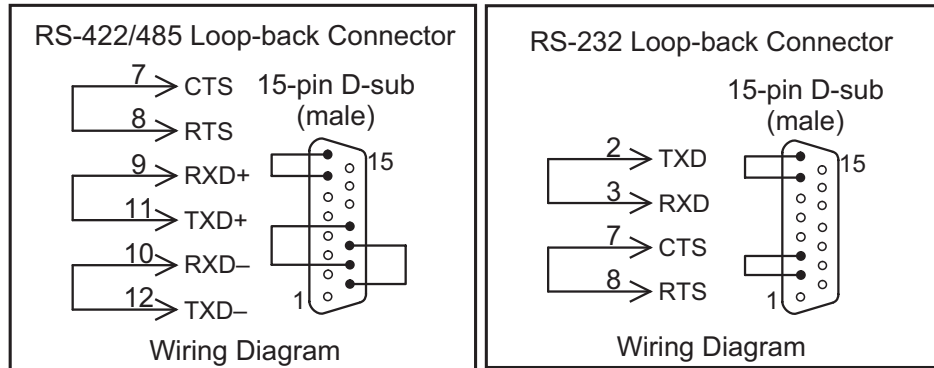 RS-422/485 Loop-back Connector
7 CTS
8 RTS
9 RXD+
11 TXD+
10 RXD–
12 TXD–
15-pin D-sub
(male)
15
1
Wiring Diagram
RS-232 Loop-back Connector
2 TXD
3 RXD
7 CTS
8 RTS
15-pin D-sub
(male)
15
1
Wiring Diagram